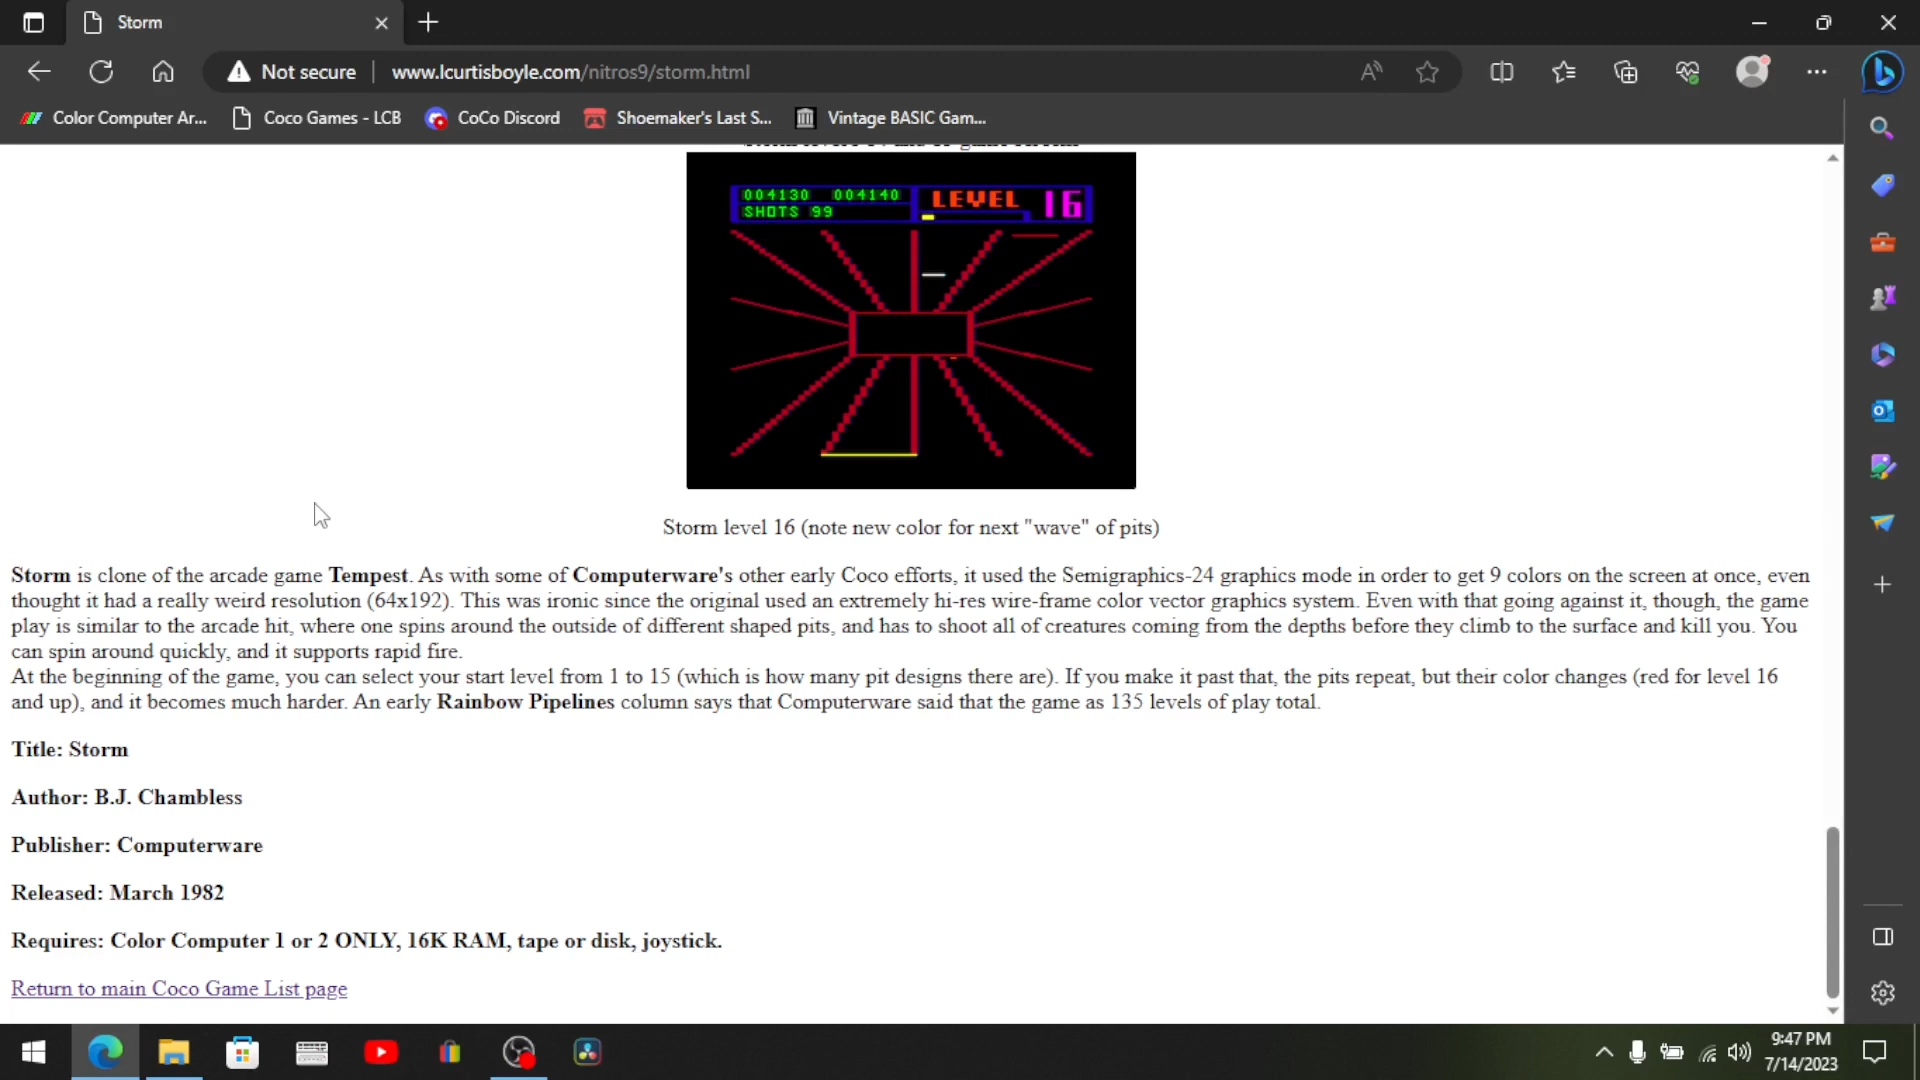 Storm
Not secure
www.lcurtisboyle.com/nitros9/storm.html
Color Computer Ar...
Coco Games - LCB
CoCo Discord
Shoemaker's Last S...
Vintage BASIC Gam...
004130 004140
SHOTS 99
LEVEL 16
Storm level 16 (note new color for next "wave" of pits)
Storm is clone of the arcade game Tempest. As with some of Computerware's other early Coco efforts, it used the Semigraphics-24 graphics mode in order to get 9 colors on the screen at once, even
thought it had a really weird resolution (64x192). This was ironic since the original used an extremely hi-res wire-frame color vector graphics system. Even with that going against it, though, the game
play is similar to the arcade hit, where one spins around the outside of different shaped pits, and has to shoot all of creatures coming from the depths before they climb to the surface and kill you. You
can spin around quickly, and it supports rapid fire.
At the beginning of the game, you can select your start level from 1 to 15 (which is how many pit designs there are). If you make it past that, the pits repeat, but their color changes (red for level 16
and up), and it becomes much harder. An early Rainbow Pipelines column says that Computerware said that the game as 135 levels of play total.
Title: Storm
Author: B.J. Chambless
Publisher: Computerware
Released: March 1982
Requires: Color Computer 1 or 2 ONLY, 16K RAM, tape or disk, joystick.
Return to main Coco Game List page
9:47 PM
7/14/2023